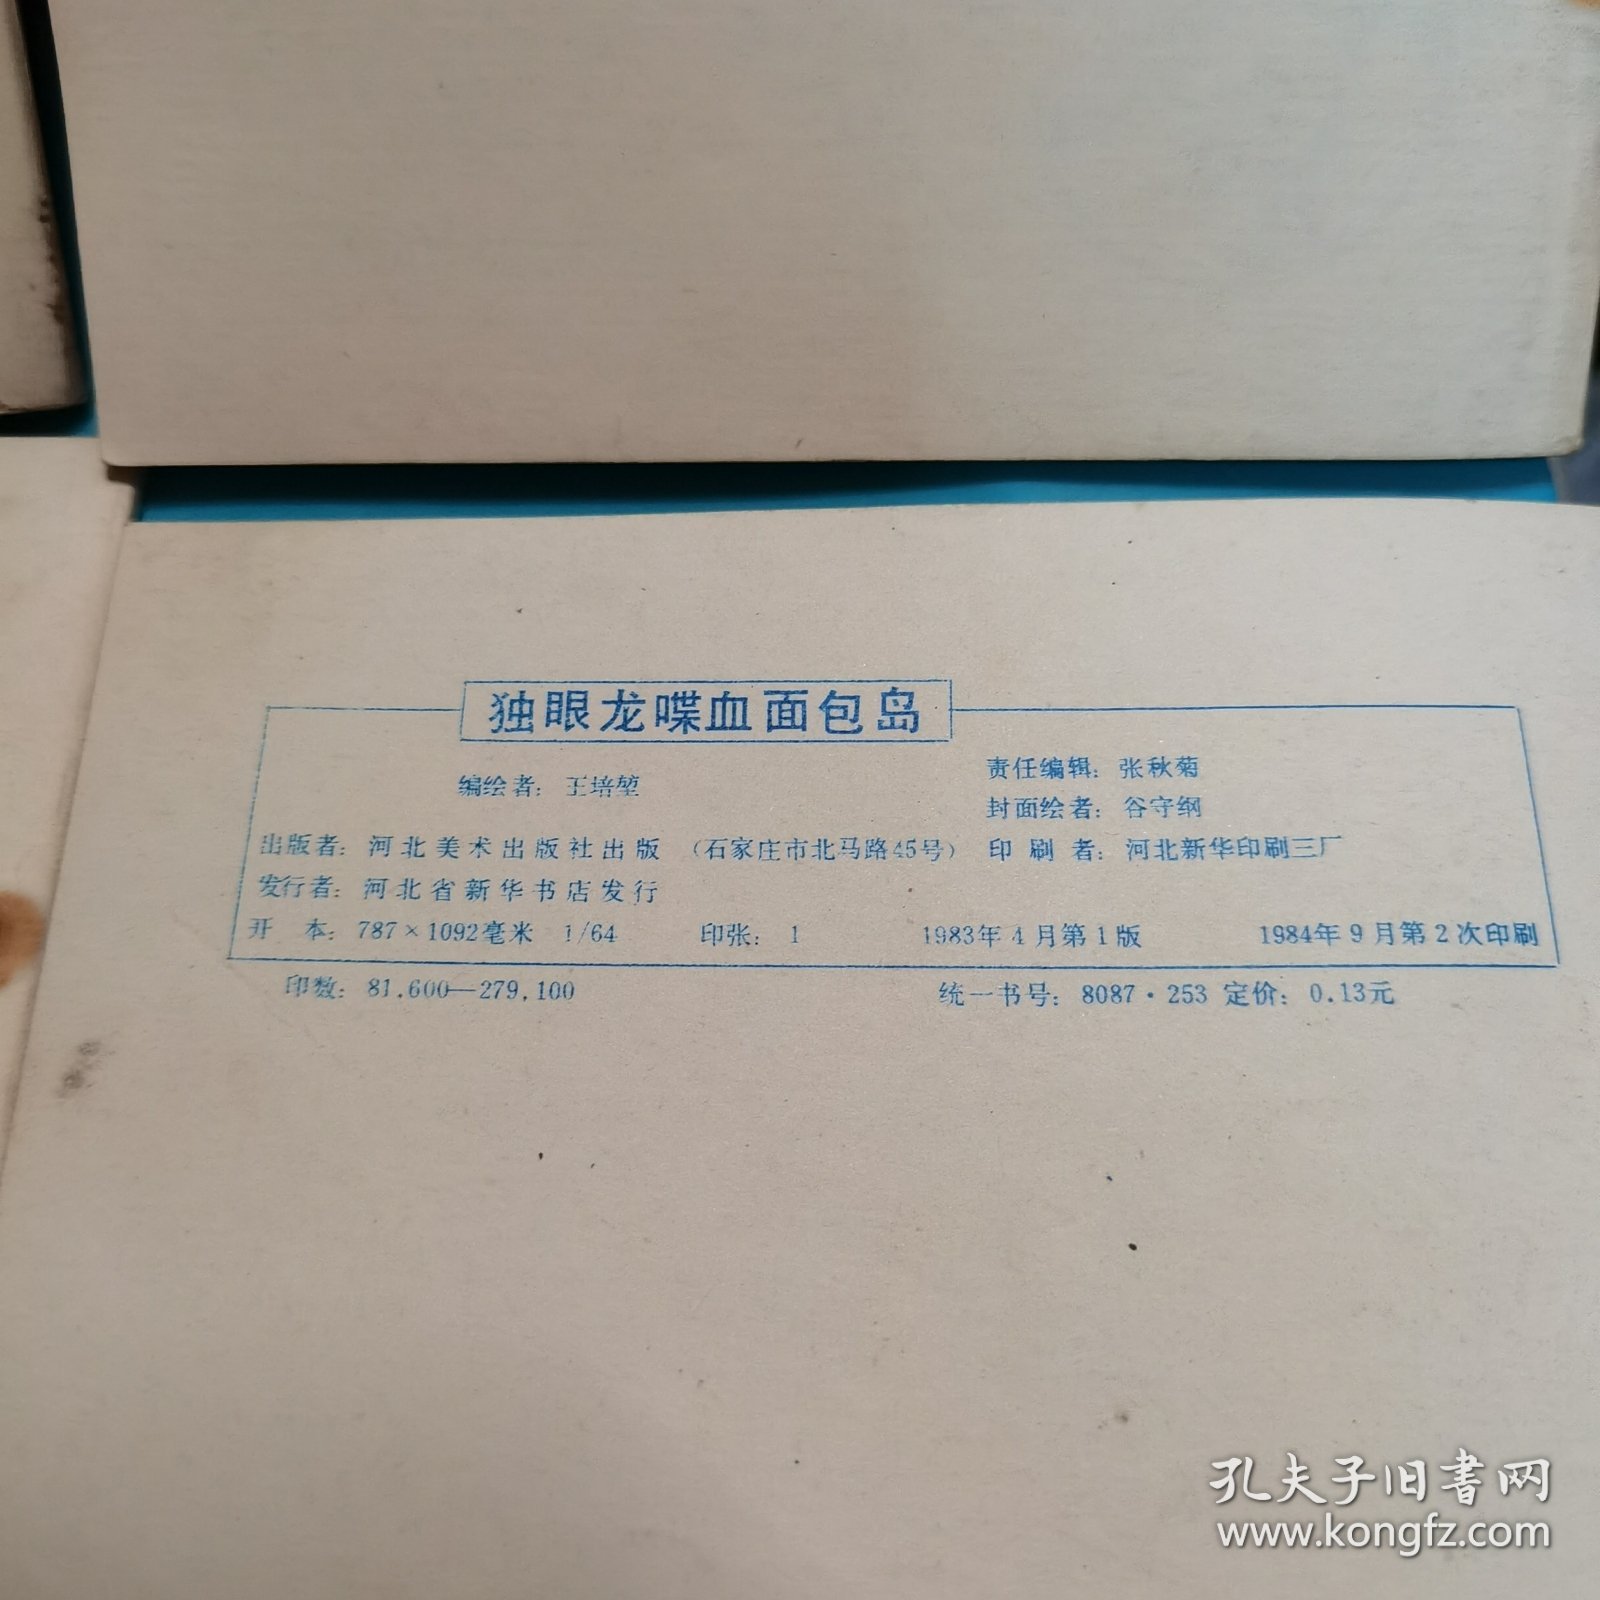 独眼龙喋血面包岛
编绘者：王培堃
责任编辑：张秋菊
封面绘者：谷守纲
出版者：河北美术出版社出版（石家庄市北马路45号） 印刷者：河北新华印刷三厂
发行者：河北省新华书店发行
开本：787×1092毫米 1/64 印张：1 1983年4月第1版 1984年9月第2次印刷
印数：81,600—279,100 统一书号：8087·253 定价：0.13元
孔夫子旧书网
www.kongfz.com